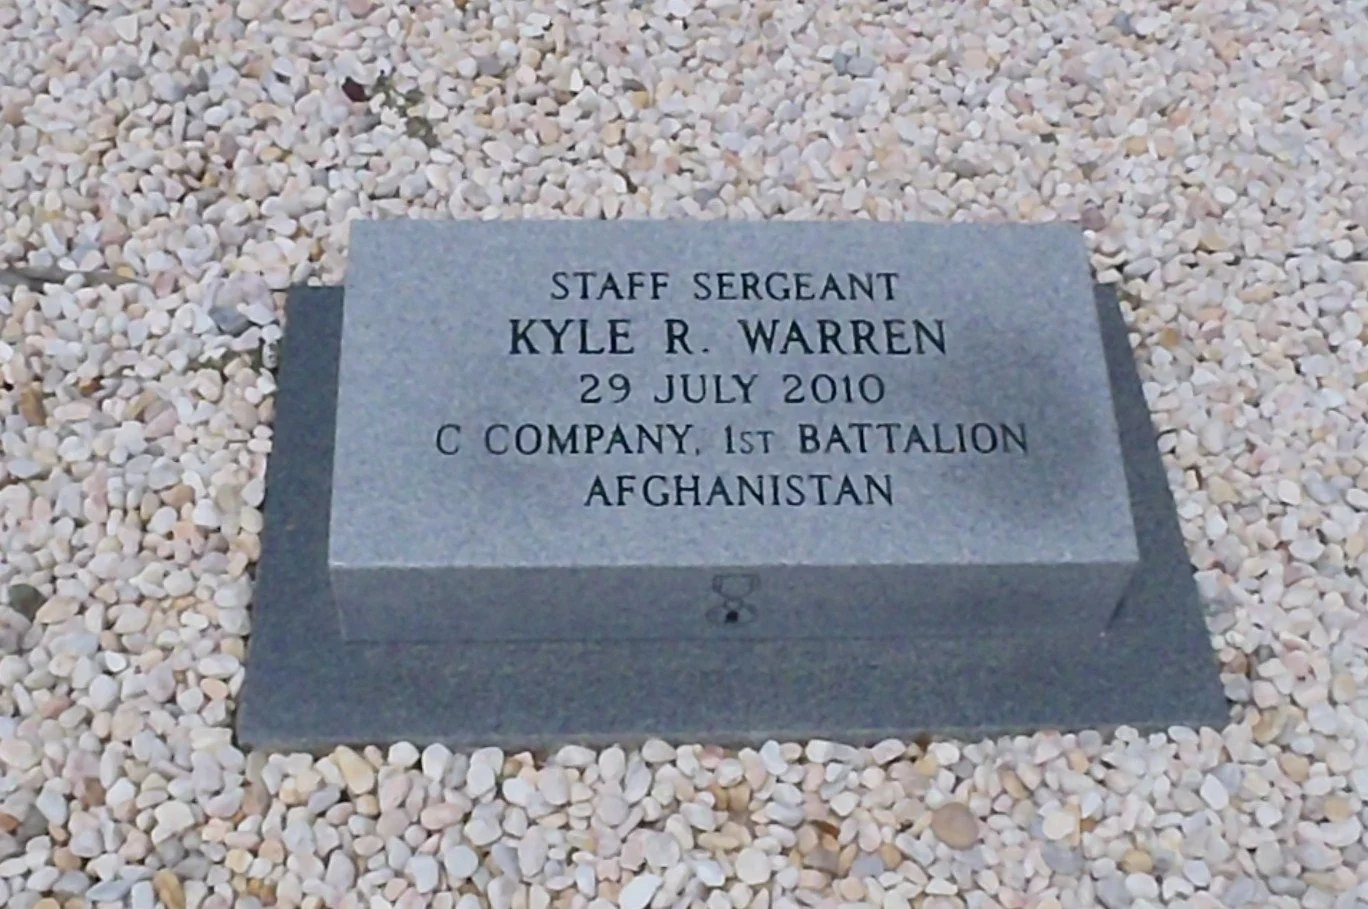 STAFF SERGEANT
KYLE R. WARREN
29 JULY 2010
C COMPANY, 1ST BATTALION
AFGHANISTAN